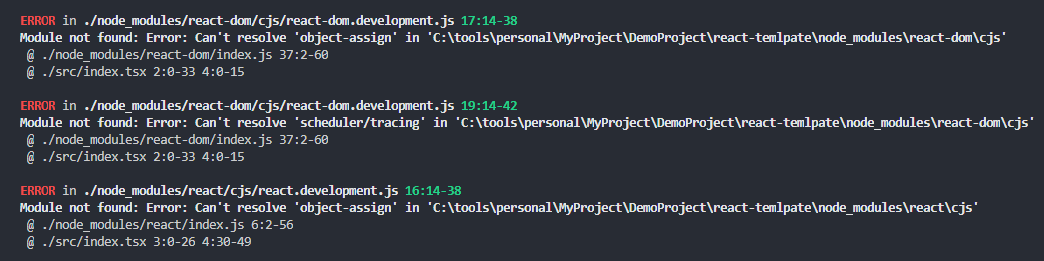 ERROR in ./node_modules/react-dom/cjs/react-dom.development.js 17:14-38
Module not found: Error: Can't resolve 'object-assign' in 'C:\tools\personal\MyProject\DemoProject\react-temlpate\node_modules\react-dom\cjs'
@ ./node_modules/react-dom/index.js 37:2-60
@ ./src/index.tsx 2:0-33 4:0-15
ERROR in ./node_modules/react-dom/cjs/react-dom.development.js 19:14-42
Module not found: Error: Can't resolve 'scheduler/tracing' in 'C:\tools\personal\MyProject\DemoProject\react-temlpate\node_modules\react-dom\cjs'
@ ./node_modules/react-dom/index.js 37:2-60
@ ./src/index.tsx 2:0-33 4:0-15
ERROR in ./node_modules/react/cjs/react.development.js 16:14-38
Module not found: Error: Can't resolve 'object-assign' in 'C:\tools\personal\MyProject\DemoProject\react-temlpate\node_modules\react\cjs'
@ ./node_modules/react/index.js 6:2-56
@ ./src/index.tsx 3:0-26 4:30-49